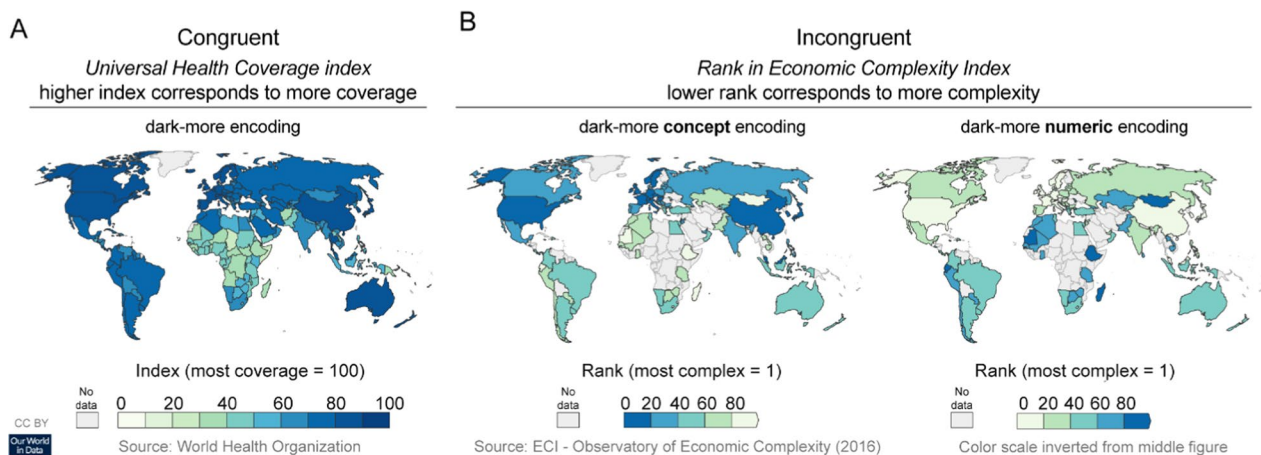 A
Congruent
Universal Health Coverage index
higher index corresponds to more coverage
dark-more encoding
Index (most coverage = 100)
No
data
0 20 40 60 80 100
CC BY
Our World
in Data
Source: World Health Organization
B
Incongruent
Rank in Economic Complexity Index
lower rank corresponds to more complexity
dark-more concept encoding
Rank (most complex = 1)
No
data
0 20 40 60 80
Source: ECI - Observatory of Economic Complexity (2016)
dark-more numeric encoding
Rank (most complex = 1)
No
data
0 20 40 60 80
Color scale inverted from middle figure